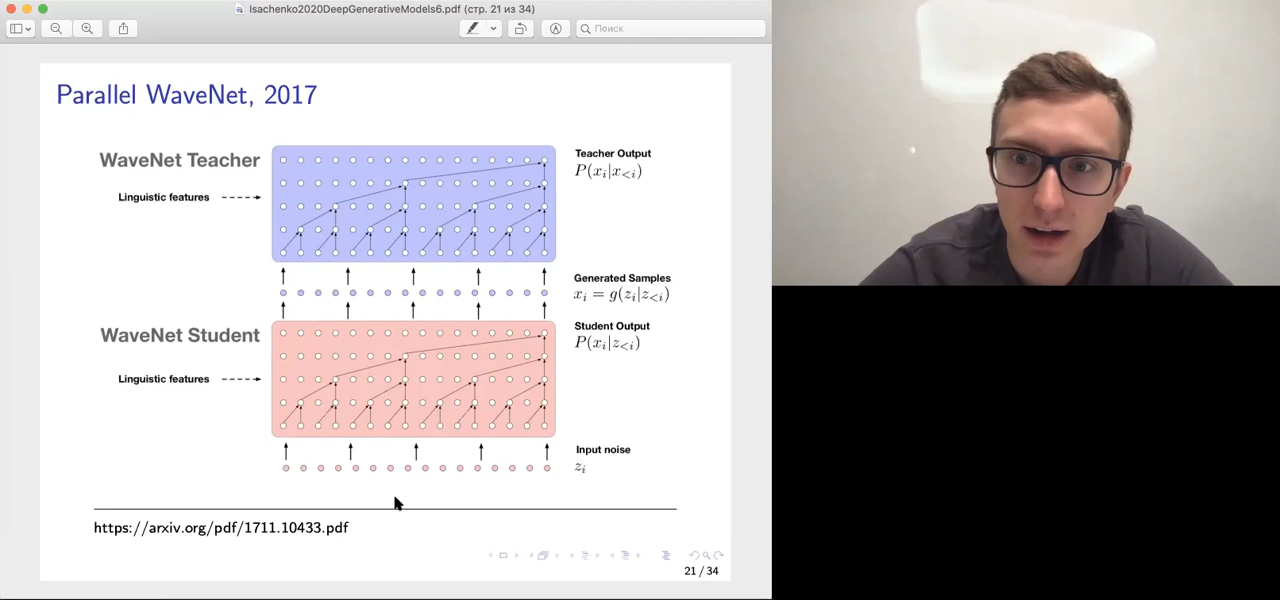 Isachenko2020DeepGenerativeModels6.pdf (стр. 21 из 34)
Поиск
Parallel WaveNet, 2017
WaveNet Teacher
Linguistic features
Teacher Output
P(x_i|x_{<i})
Generated Samples
x_i = g(z_i|z_{<i})
WaveNet Student
Linguistic features
Student Output
P(x_i|z_{<i})
Input noise
z_i
https://arxiv.org/pdf/1711.10433.pdf
21 / 34